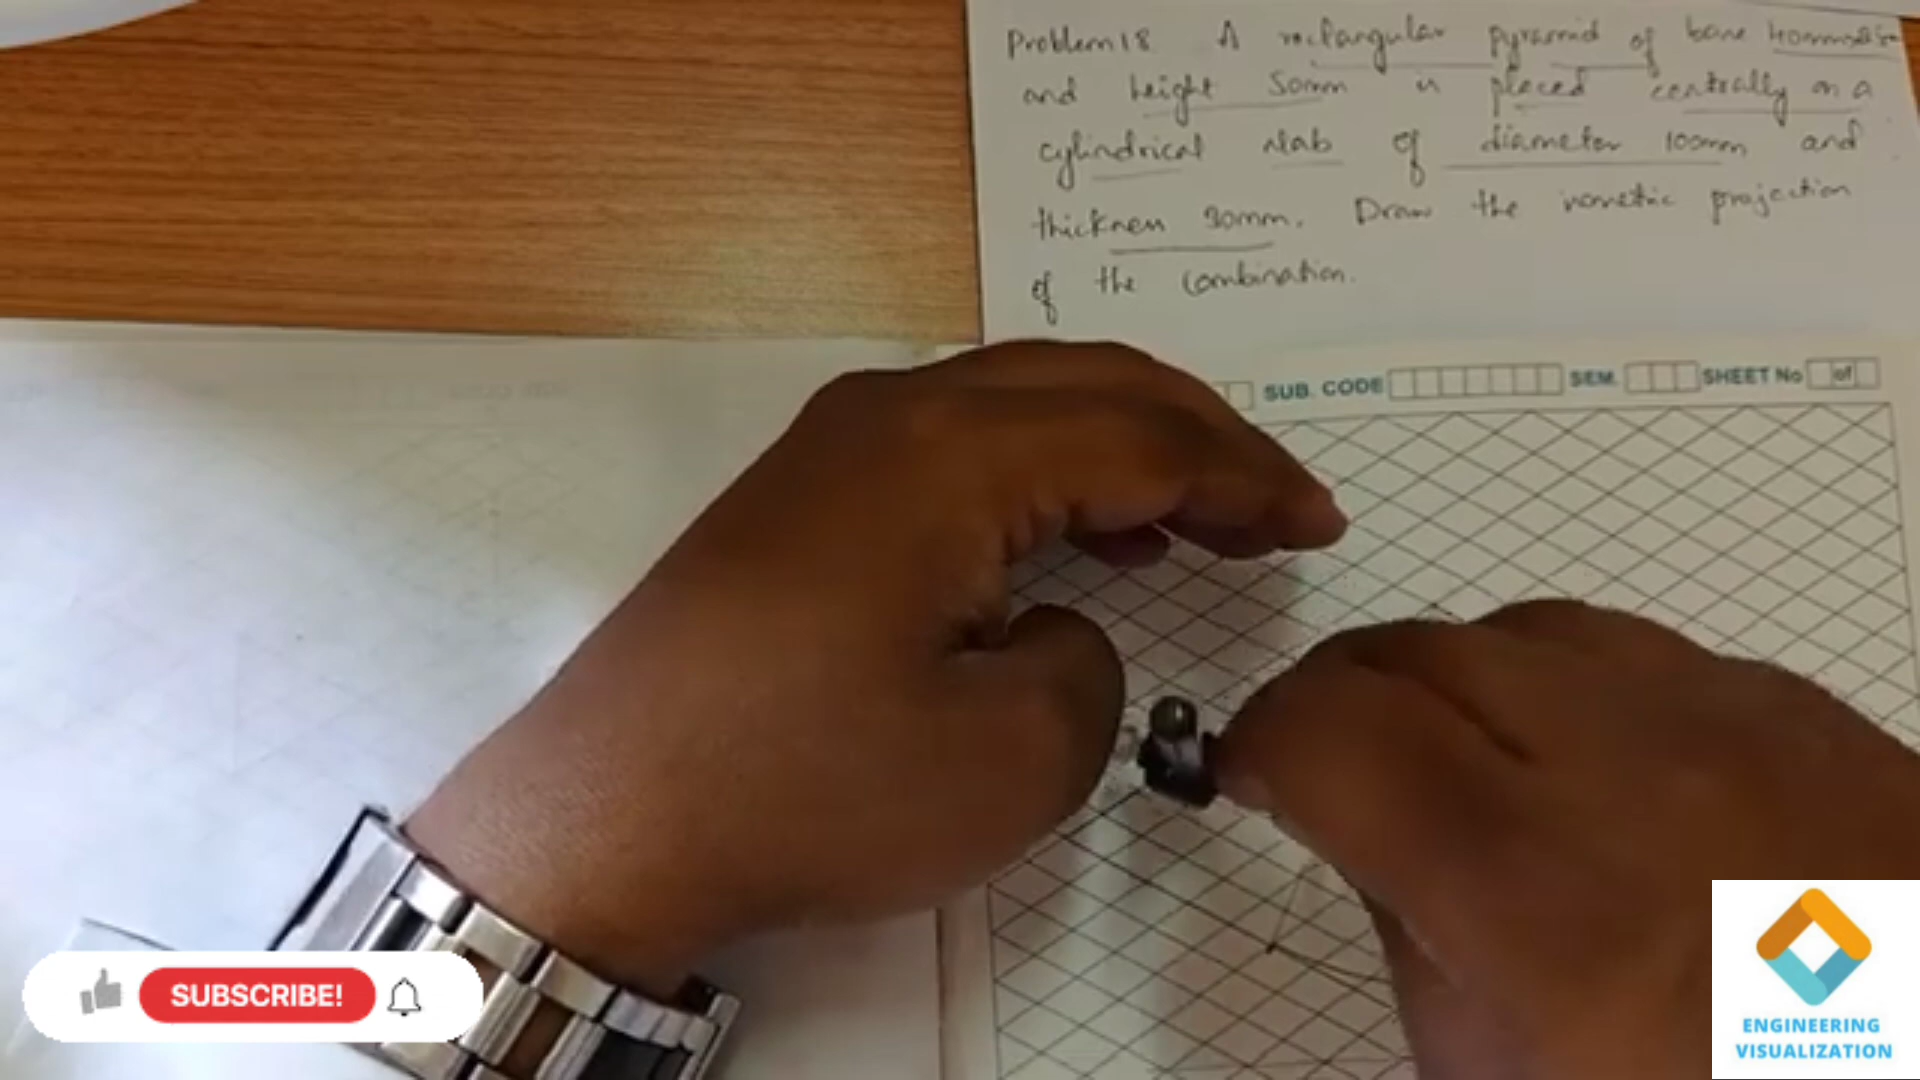 Problem 18 A rectangular pyramid of base 40mmx25
and height 50mm is placed centrally on a
cylindrical slab of diameter 100mm and
thickness 30mm. Draw the isometric projection
of the combination.
SUB. CODE SEM. SHEET No of
SUBSCRIBE!
ENGINEERING
VISUALIZATION